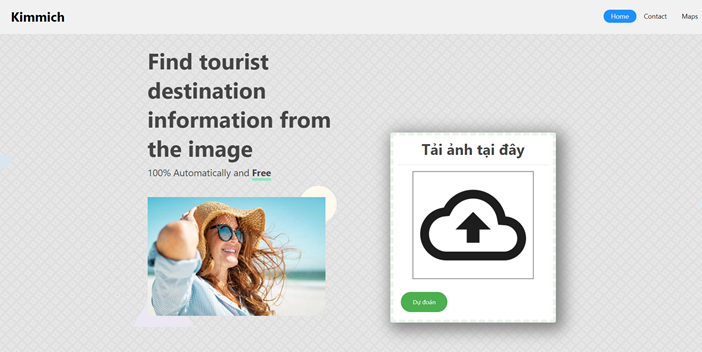 Kimmich
Home
Contact
Maps
Find tourist
destination
information from
the image
100% Automatically and Free
Tải ảnh tại đây
Dự đoán